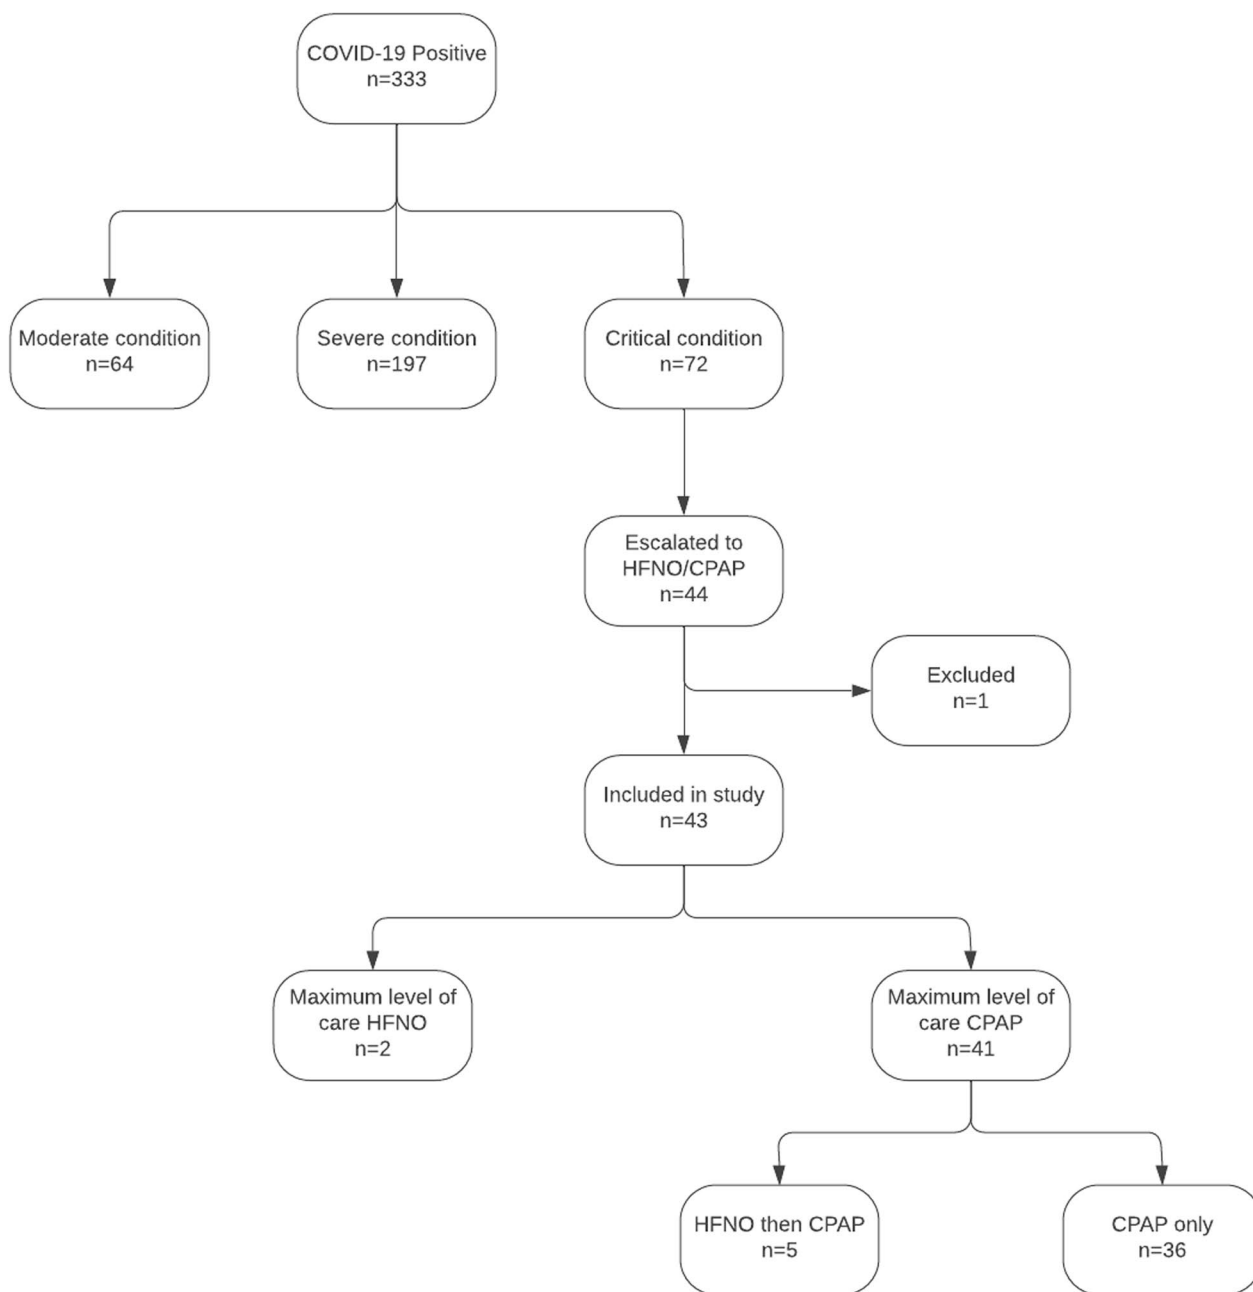 COVID-19 Positive
n=333
Moderate condition
n=64
Severe condition
n=197
Critical condition
n=72
Escalated to
HFNO/CPAP
n=44
Excluded
n=1
Included in study
n=43
Maximum level of
care HFNO
n=2
Maximum level of
care CPAP
n=41
HFNO then CPAP
n=5
CPAP only
n=36